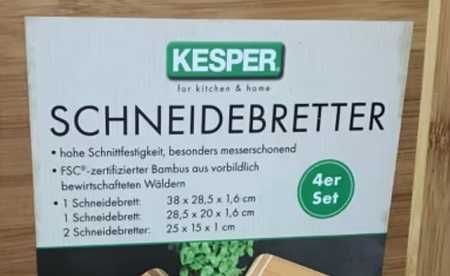 KESPER®
for kitchen & home
SCHNEIDEBRETTER
• hohe Schnittfestigkeit, besonders messerschonend
• FSC®-zertifizierter Bambus aus vorbildlich
bewirtschafteten Wäldern
• 1 Schneidebrett: 38 x 28,5 x 1,6 cm
1 Schneidebrett: 28,5 x 20 x 1,6 cm
2 Schneidebretter: 25 x 15 x 1 cm
4er
Set